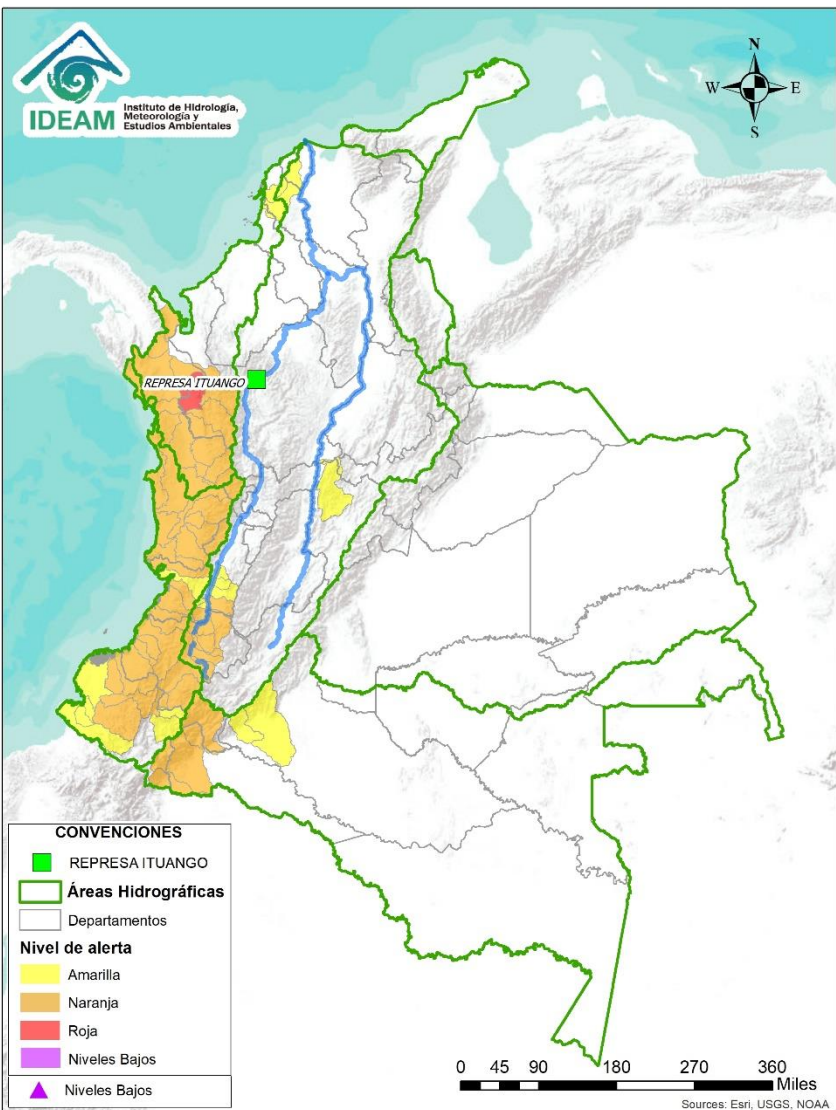 IDEAM
Instituto de Hidrología,
Meteorología y
Estudios Ambientales
N
W
E
S
REPRESA ITUANGO
CONVENCIONES
REPRESA ITUANGO
Áreas Hidrográficas
Departamentos
Nivel de alerta
Amarilla
Naranja
Roja
Niveles Bajos
Niveles Bajos
0 45 90 180 270 360
Miles
Sources: Esri, USGS, NOAA